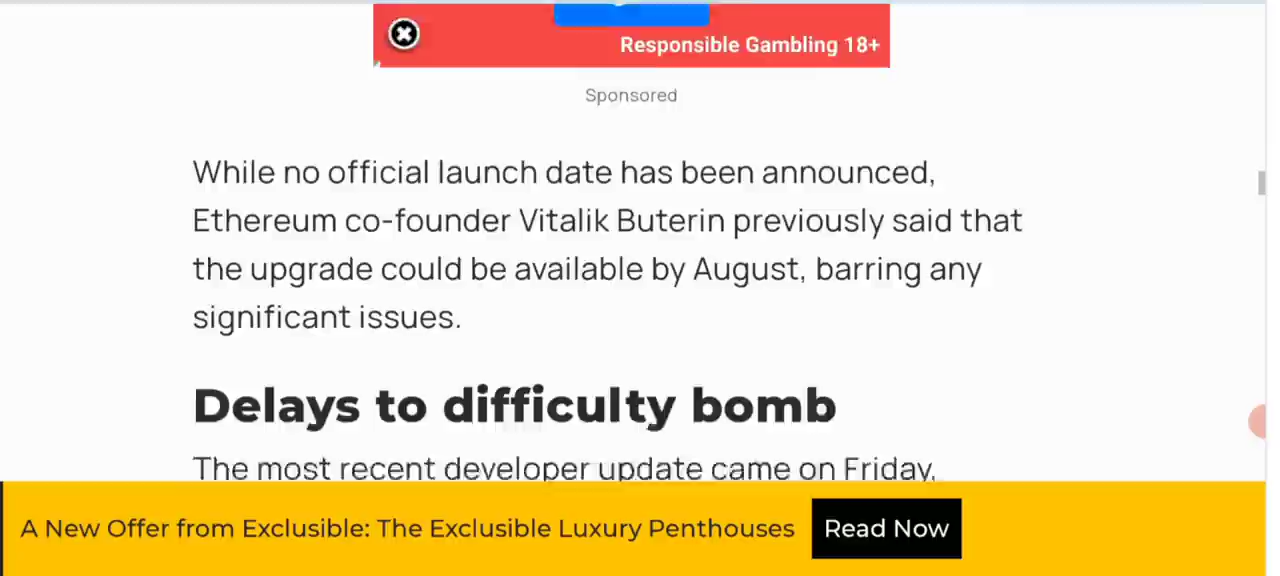 Responsible Gambling 18+
Sponsored
While no official launch date has been announced,
Ethereum co-founder Vitalik Buterin previously said that
the upgrade could be available by August, barring any
significant issues.
Delays to difficulty bomb
The most recent developer update came on Friday,
A New Offer from Exclusible: The Exclusible Luxury Penthouses
Read Now